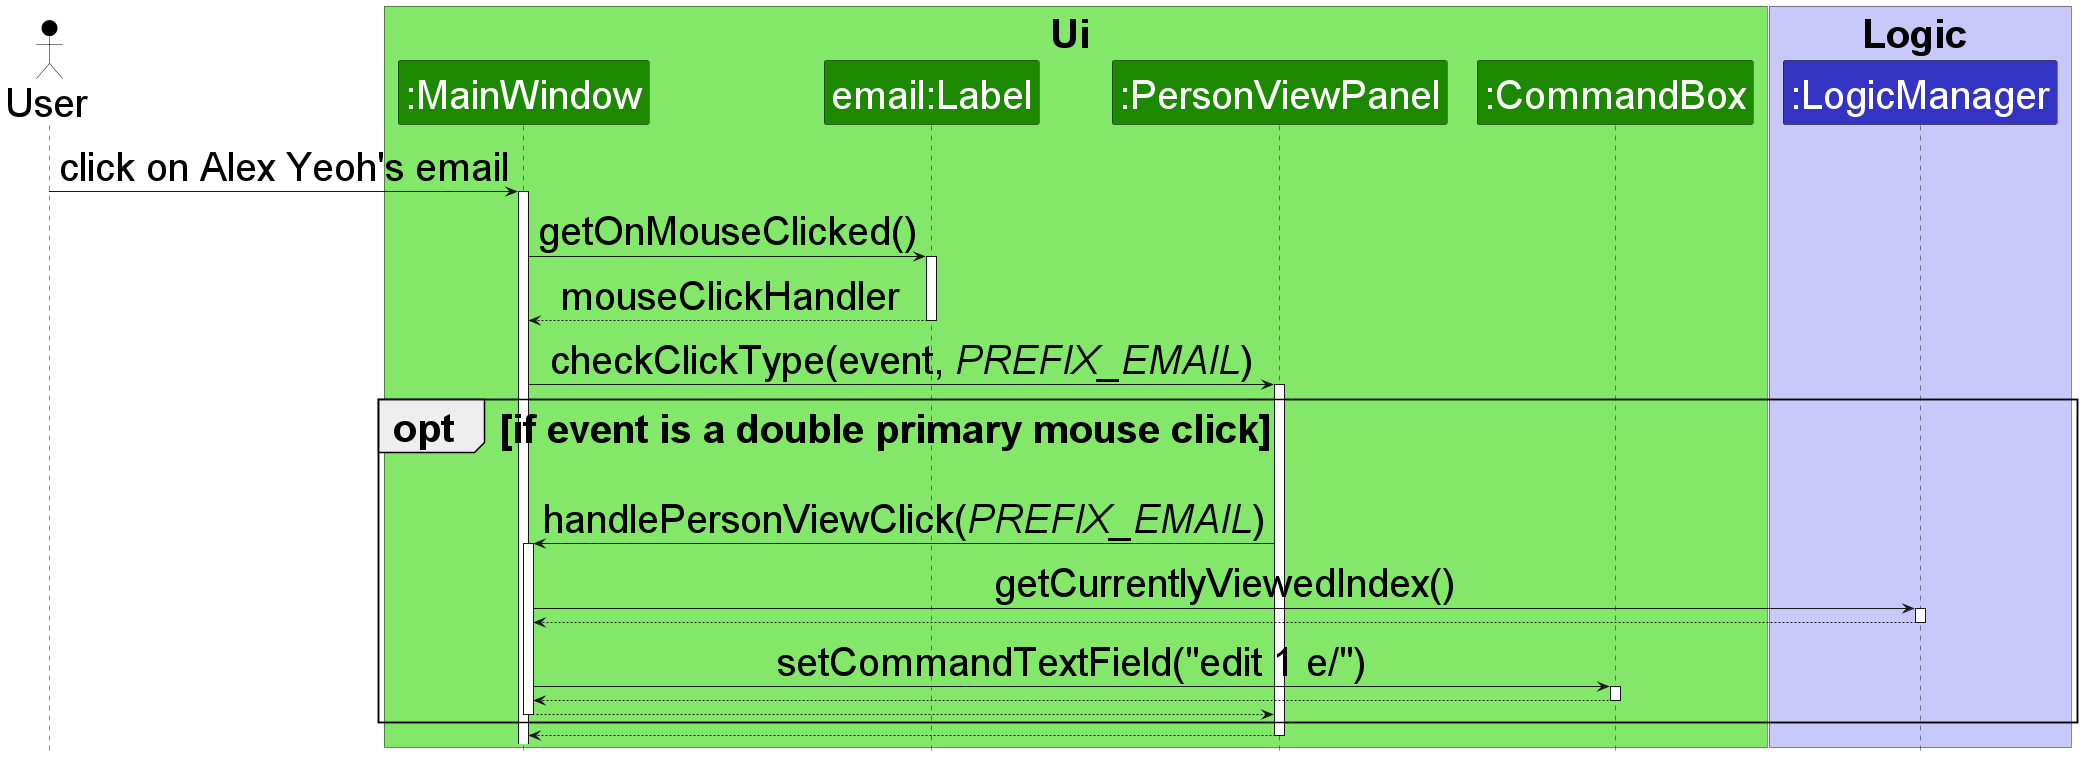 Ui
Logic
User
:MainWindow
email:Label
:PersonViewPanel
:CommandBox
:LogicManager
click on Alex Yeoh's email
getOnMouseClicked()
mouseClickHandler
checkClickType(event, PREFIX_EMAIL)
opt [if event is a double primary mouse click]
handlePersonViewClick(PREFIX_EMAIL)
getCurrentlyViewedIndex()
setCommandTextField("edit 1 e/")